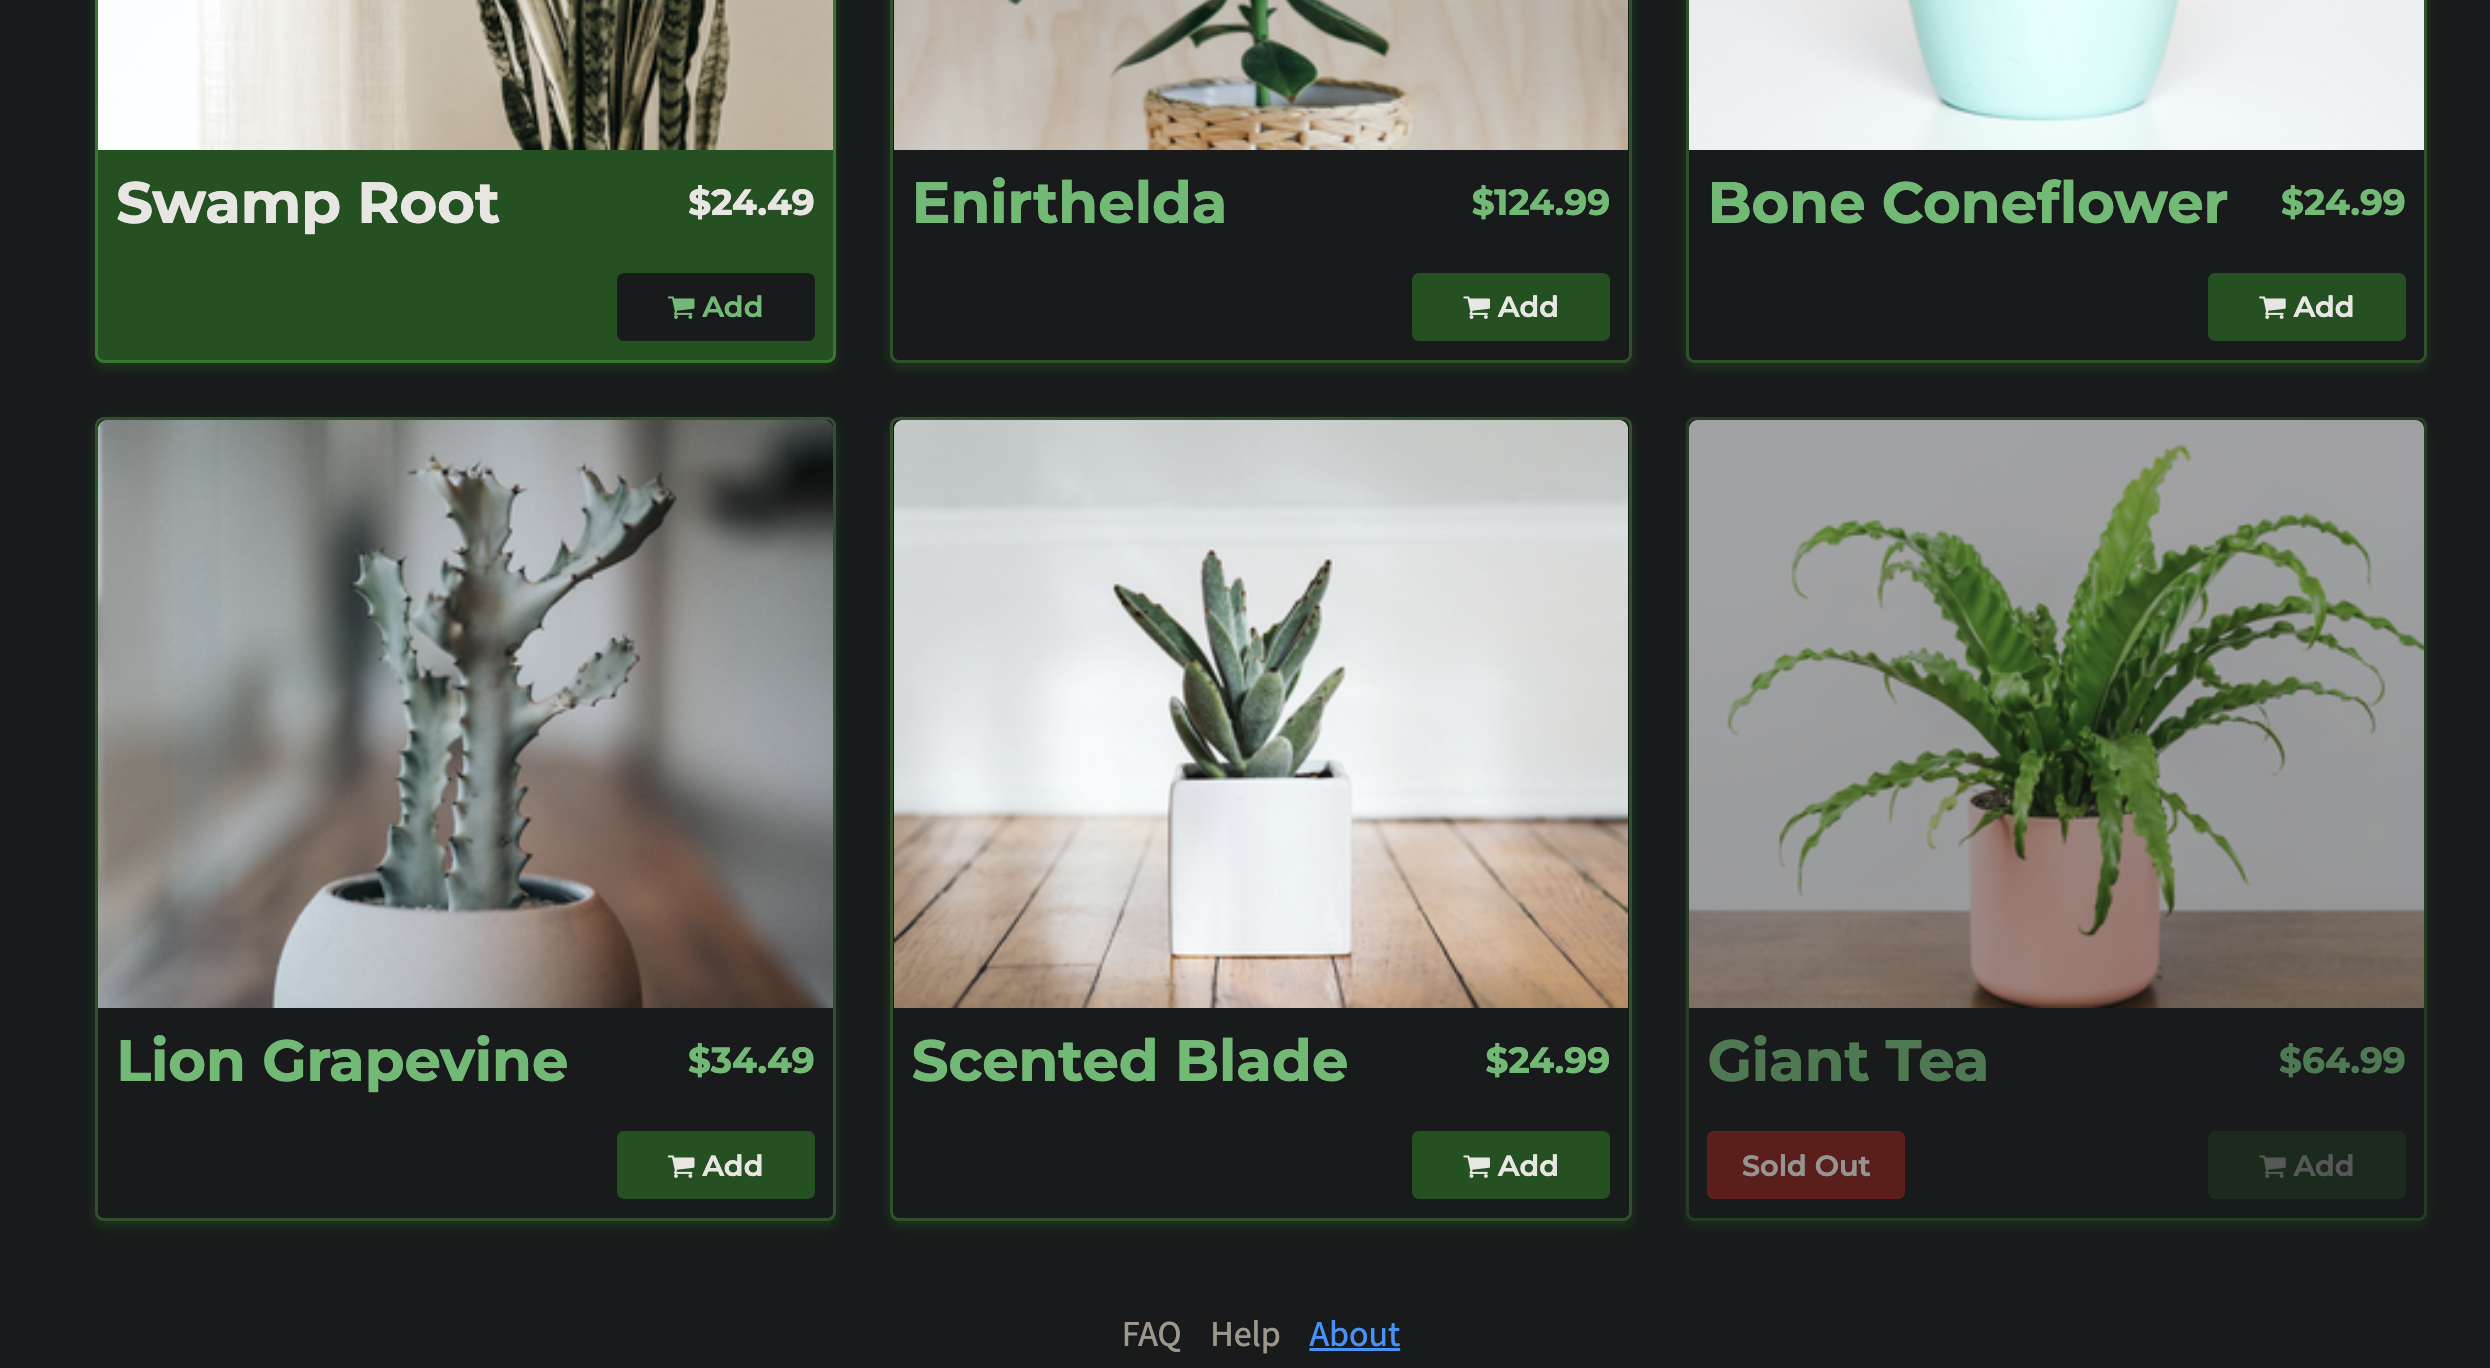 Swamp Root $24.49
Add
Enirthelda $124.99
Add
Bone Coneflower $24.99
Add
Lion Grapevine $34.49
Add
Scented Blade $24.99
Add
Giant Tea $64.99
Sold Out Add
FAQ Help About